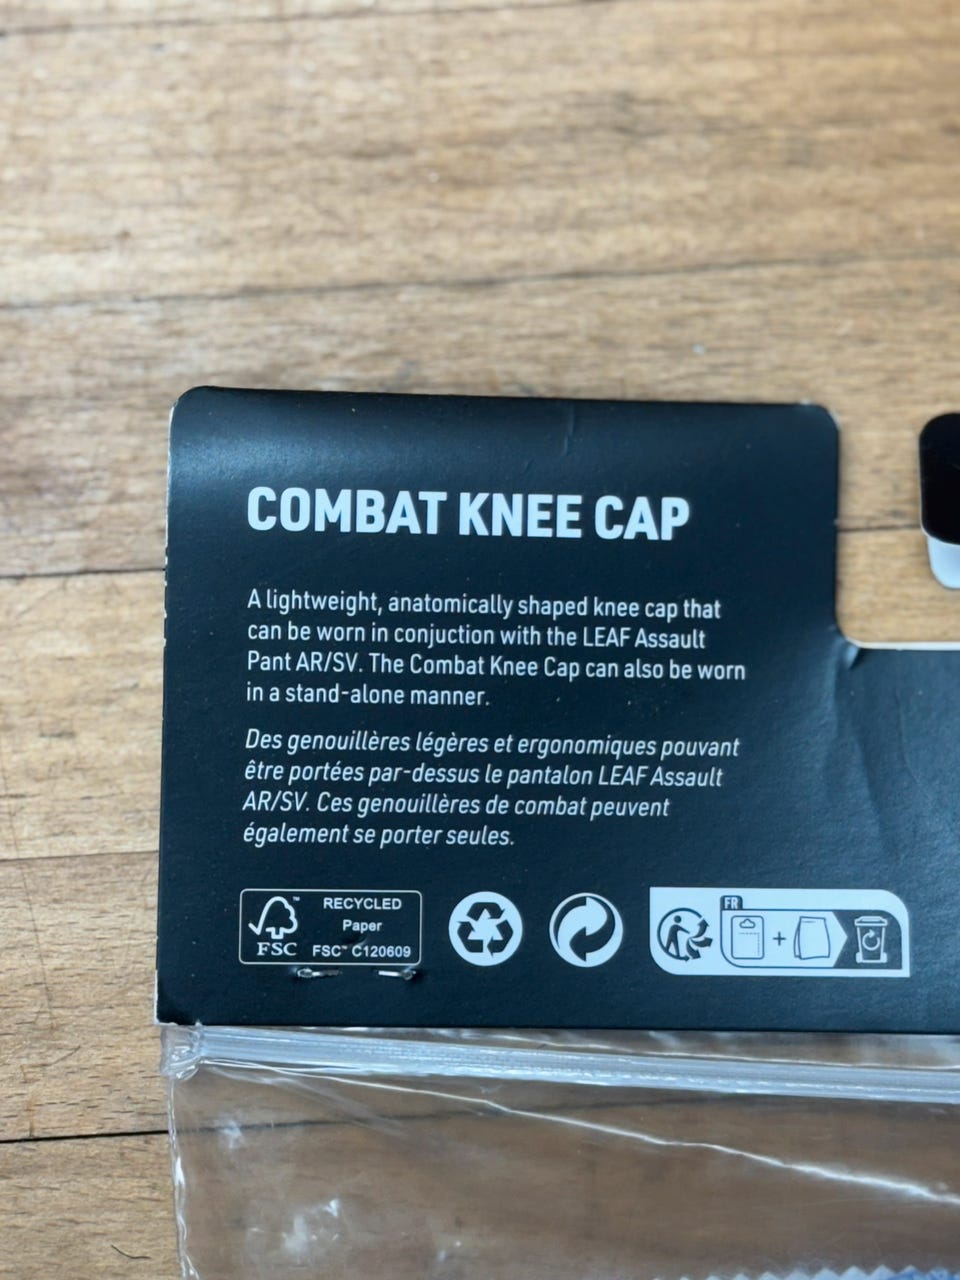 COMBAT KNEE CAP
A lightweight, anatomically shaped knee cap that
can be worn in conjuction with the LEAF Assault
Pant AR/SV. The Combat Knee Cap can also be worn
in a stand-alone manner.
Des genouillères légères et ergonomiques pouvant
être portées par-dessus le pantalon LEAF Assault
AR/SV. Ces genouillères de combat peuvent
également se porter seules.
RECYCLED
Paper
FSC™ C120609
FSC™
FR